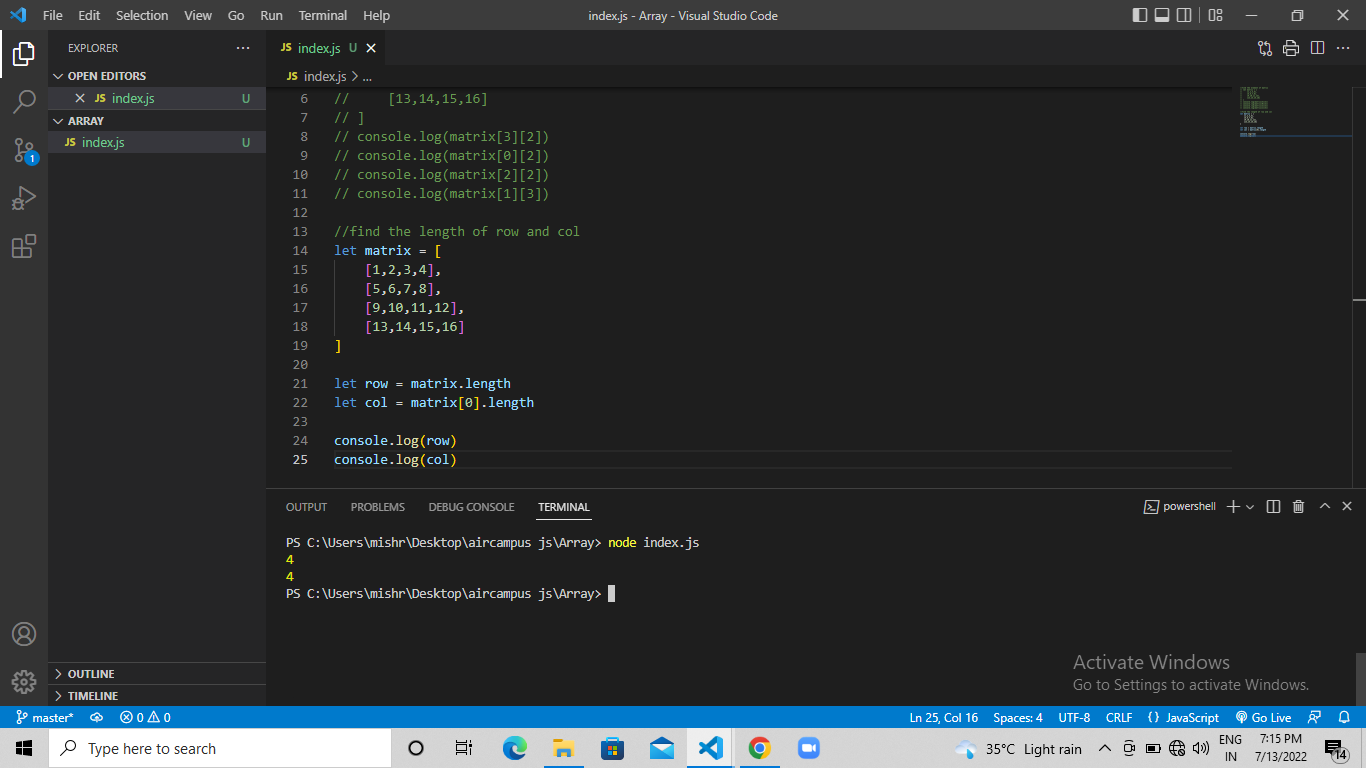 File Edit Selection View Go Run Terminal Help
index.js - Array - Visual Studio Code
EXPLORER
OPEN EDITORS
JS index.js U
ARRAY
JS index.js U
OUTLINE
TIMELINE
JS index.js U
JS index.js > ...
6 //     [13,14,15,16]
7 // ]
8 // console.log(matrix[3][2])
9 // console.log(matrix[0][2])
10 // console.log(matrix[2][2])
11 // console.log(matrix[1][3])
12
13 //find the length of row and col
14 let matrix = [
15     [1,2,3,4],
16     [5,6,7,8],
17     [9,10,11,12],
18     [13,14,15,16]
19 ]
20
21 let row = matrix.length
22 let col = matrix[0].length
23
24 console.log(row)
25 console.log(col)
OUTPUT PROBLEMS DEBUG CONSOLE TERMINAL
powershell
PS C:\Users\mishr\Desktop\aircampus js\Array> node index.js
4
4
PS C:\Users\mishr\Desktop\aircampus js\Array>
Activate Windows
Go to Settings to activate Windows.
1
master* 0 0
Ln 25, Col 16 Spaces: 4 UTF-8 CRLF {} JavaScript Go Live
Type here to search
35°C Light rain
ENG
IN
7:15 PM
7/13/2022
14